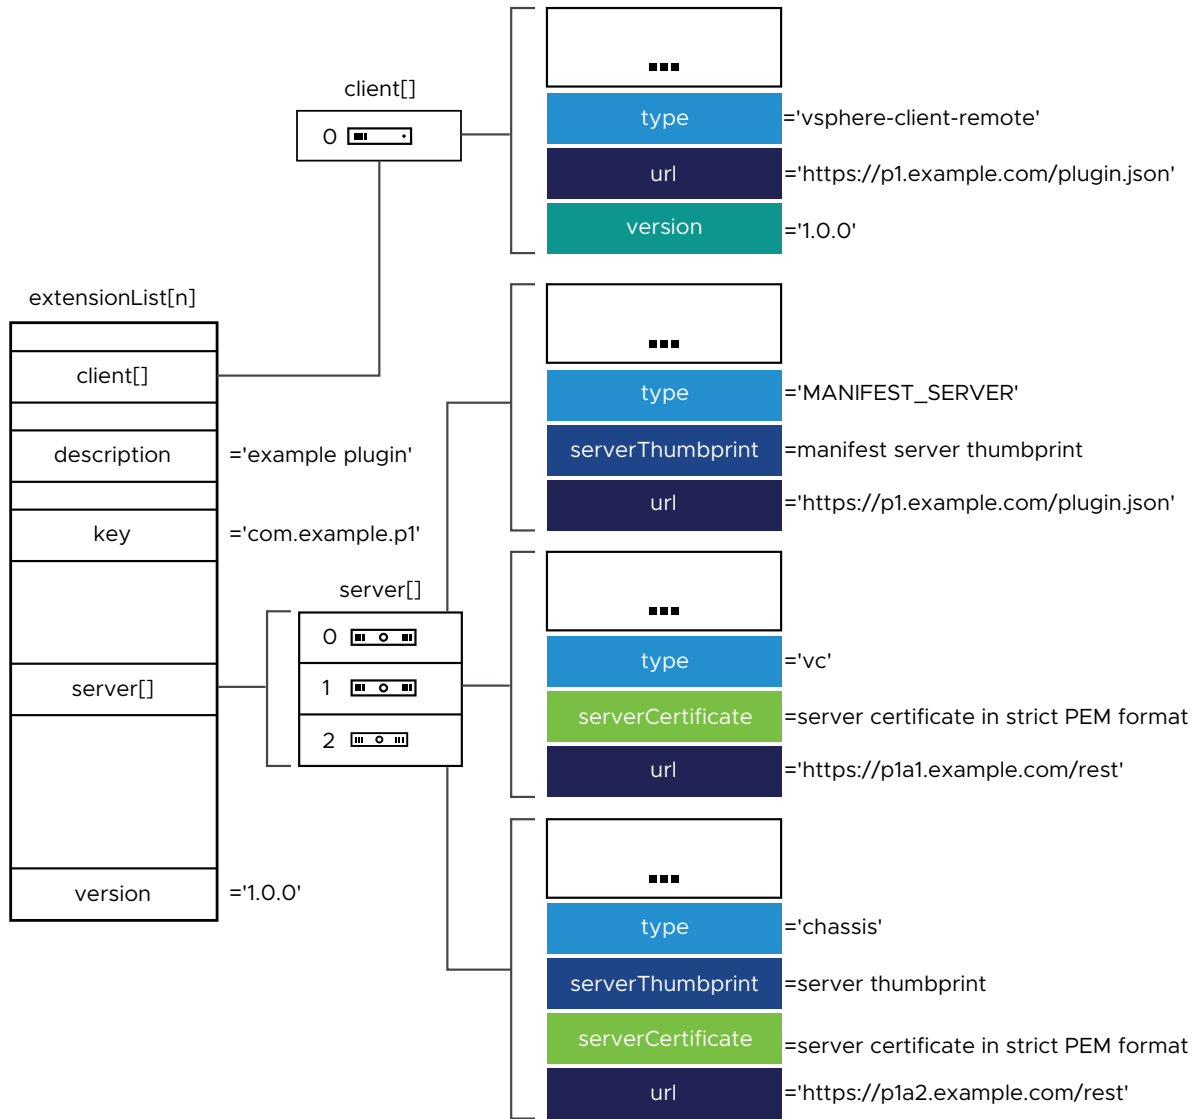 client[]
0
...
type ='vsphere-client-remote'
url ='https://p1.example.com/plugin.json'
version ='1.0.0'
extensionList[n]
client[]
description ='example plugin'
key ='com.example.p1'
server[]
version ='1.0.0'
server[]
0
1
2
...
type ='MANIFEST_SERVER'
serverThumbprint =manifest server thumbprint
url ='https://p1.example.com/plugin.json'
...
type ='vc'
serverCertificate =server certificate in strict PEM format
url ='https://p1a1.example.com/rest'
...
type ='chassis'
serverThumbprint =server thumbprint
serverCertificate =server certificate in strict PEM format
url ='https://p1a2.example.com/rest'